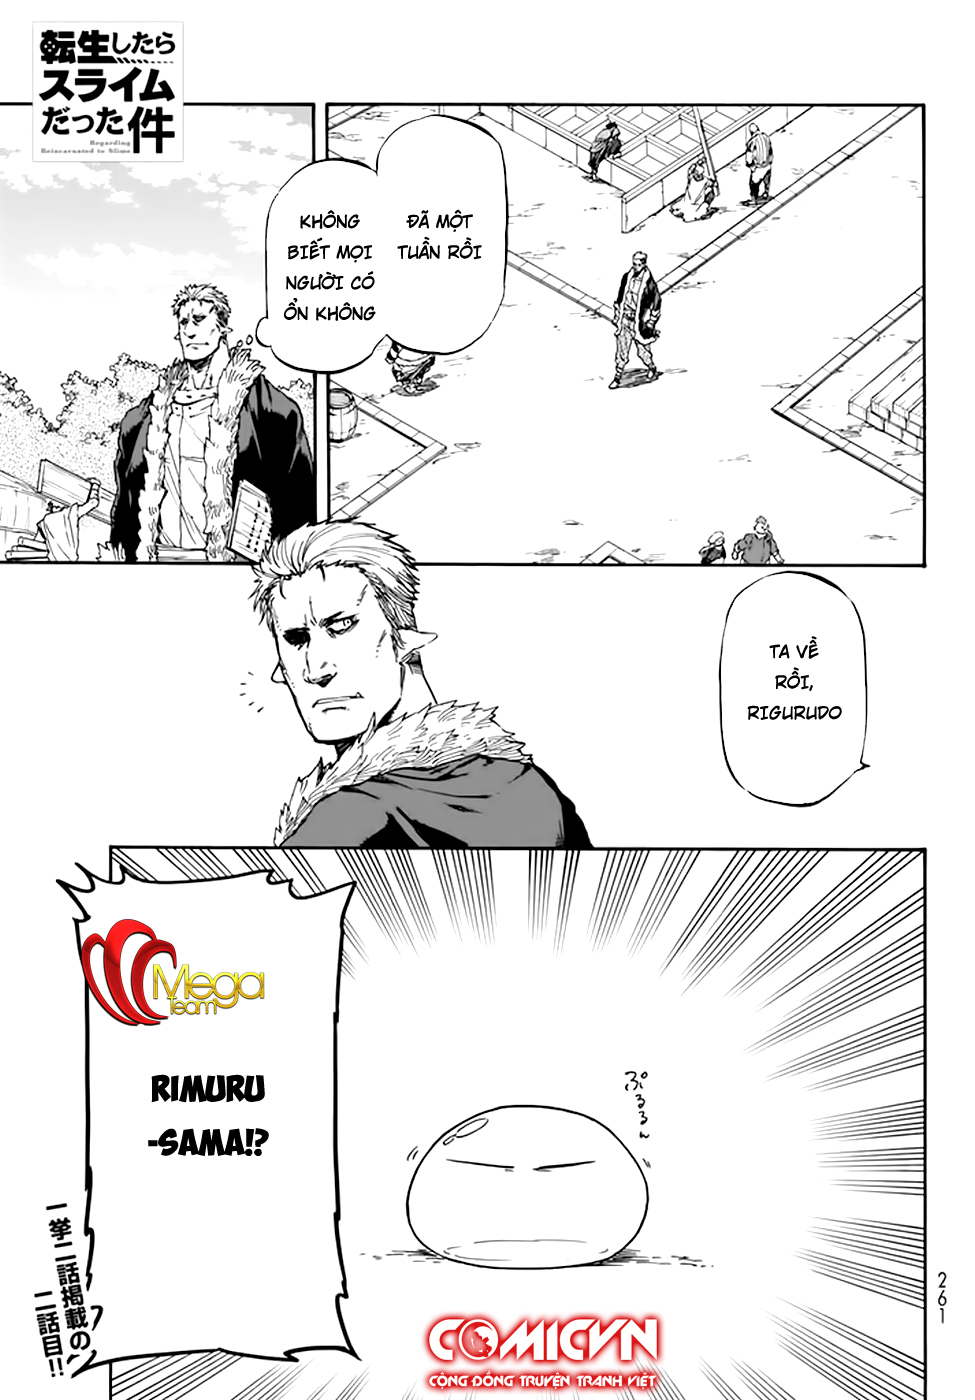 転生したら
スライム
だった件
Regarding
Reincarnated to Slime
ĐÃ MỘT
TUẦN RỒI
KHÔNG
BIẾT MỌI
NGƯỜI CÓ
ỔN KHÔNG
TA VỀ
RỒI,
RIGURUDO
Mega
Team
RIMURU
-SAMA!?
ぷるるん
一挙二話掲載の
二話目!!
261
COMICVN
CỘNG ĐỒNG TRUYỆN TRANH VIỆT